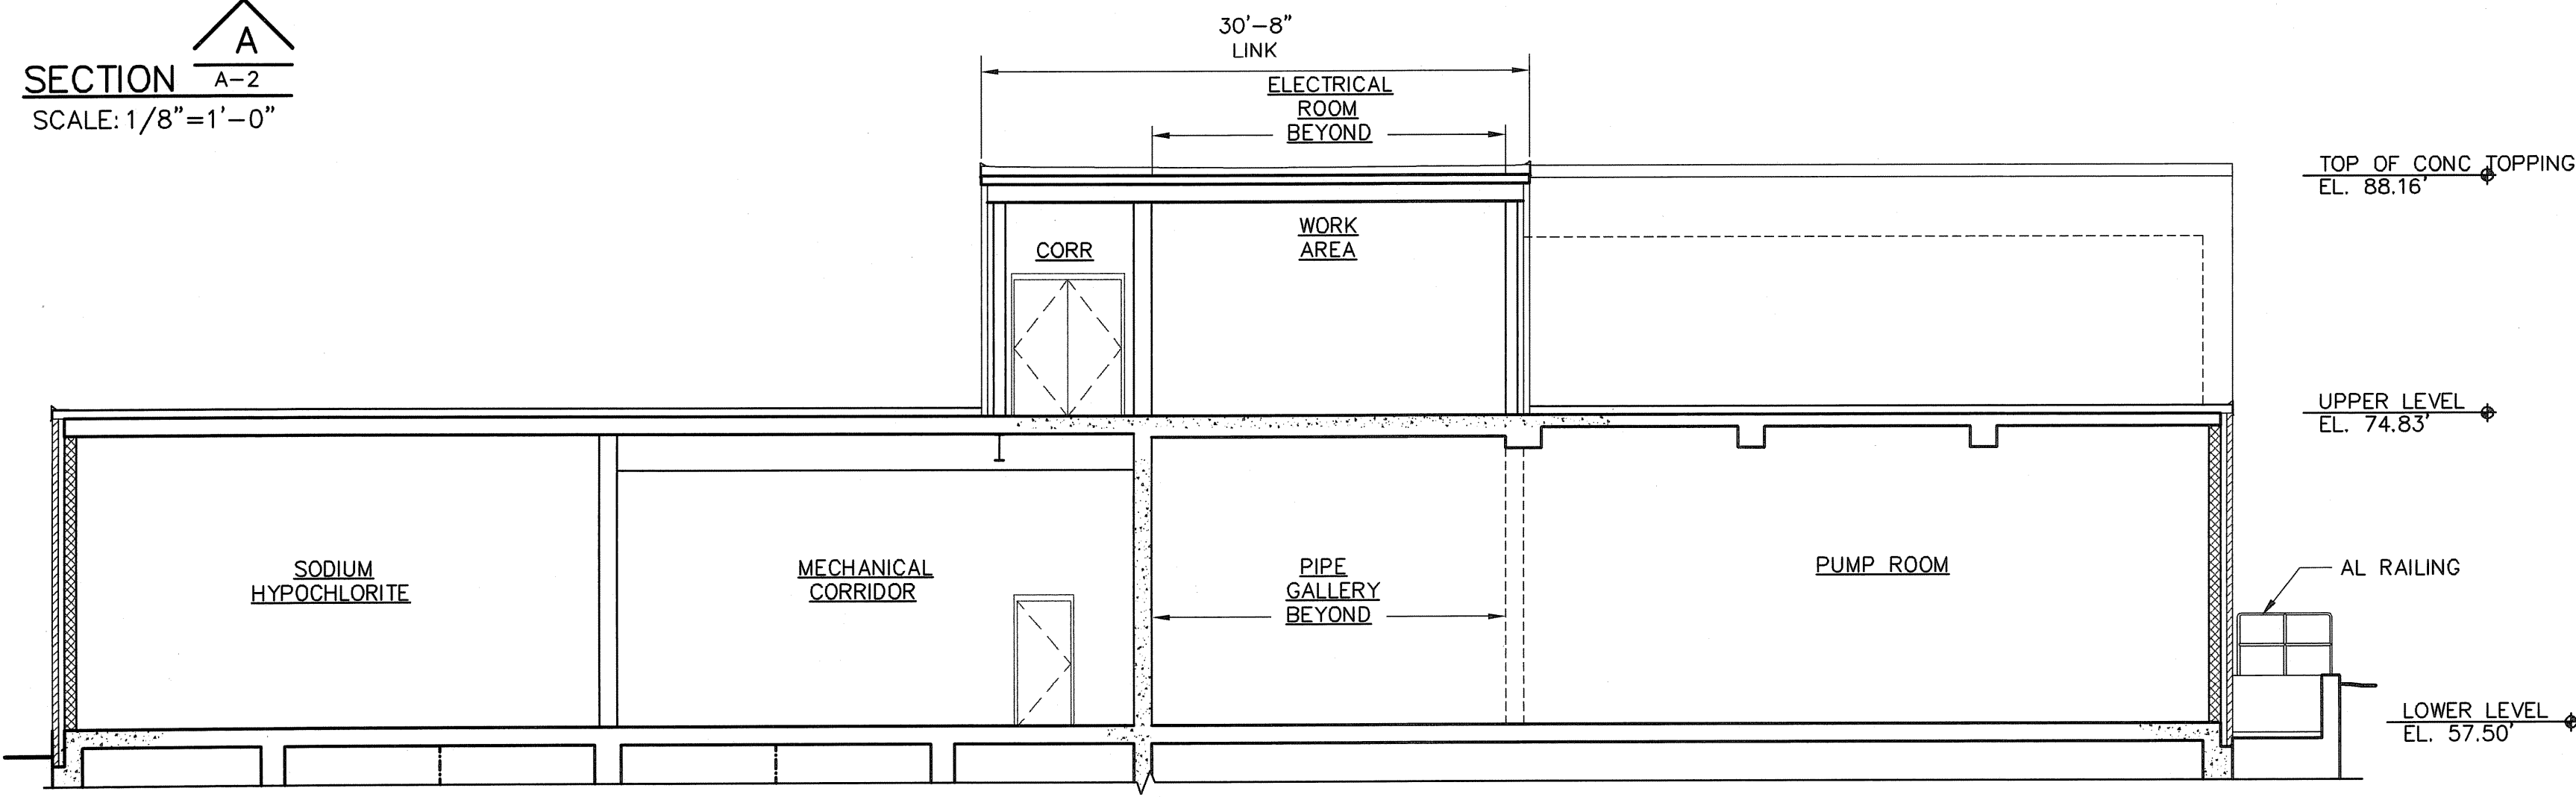 A
SECTION A-2
SCALE: 1/8"=1'-0"
30'-8"
LINK
ELECTRICAL
ROOM
BEYOND
TOP OF CONC TOPPING
EL. 88.16'
CORR
WORK
AREA
UPPER LEVEL
EL. 74.83'
SODIUM
HYPOCHLORITE
MECHANICAL
CORRIDOR
PIPE
GALLERY
BEYOND
PUMP ROOM
AL RAILING
LOWER LEVEL
EL. 57.50'